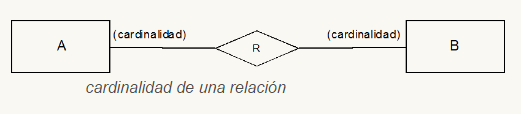 (cardinalidad) (cardinalidad)
A R B
cardinalidad de una relación